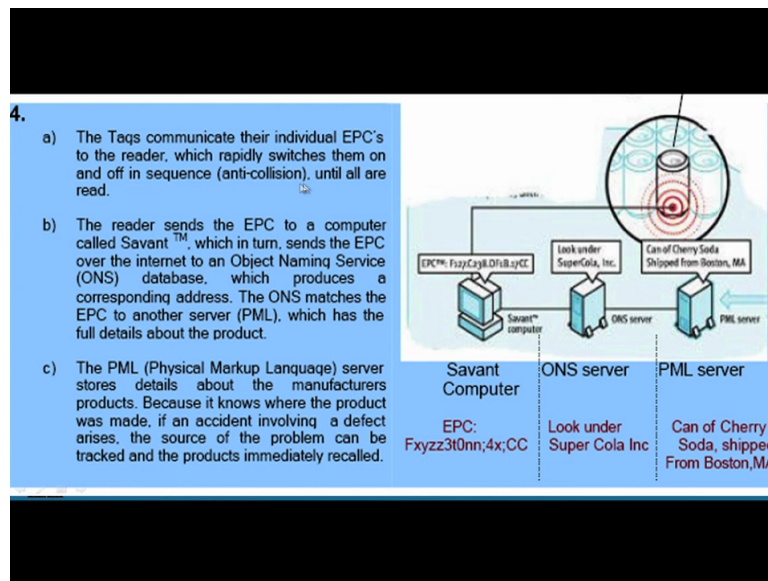 4.
a) The Tags communicate their individual EPC's
to the reader, which rapidly switches them on
and off in sequence (anti-collision), until all are
read.
b) The reader sends the EPC to a computer
called Savant ™, which in turn, sends the EPC
over the internet to an Object Naming Service
(ONS) database, which produces a
corresponding address. The ONS matches the
EPC to another server (PML), which has the
full details about the product.
c) The PML (Physical Markup Language) server
stores details about the manufacturers
products. Because it knows where the product
was made, if an accident involving a defect
arises, the source of the problem can be
tracked and the products immediately recalled.
EPC™: F127.C238.DF1B.17CC
Look under
SuperCola, Inc.
Can of Cherry Soda
Shipped from Boston, MA
Savant™
computer
ONS server
PML server
Savant
Computer
ONS server
PML server
EPC:
Fxyzz3t0nn;4x;CC
Look under
Super Cola Inc
Can of Cherry
Soda, shippe
From Boston,M